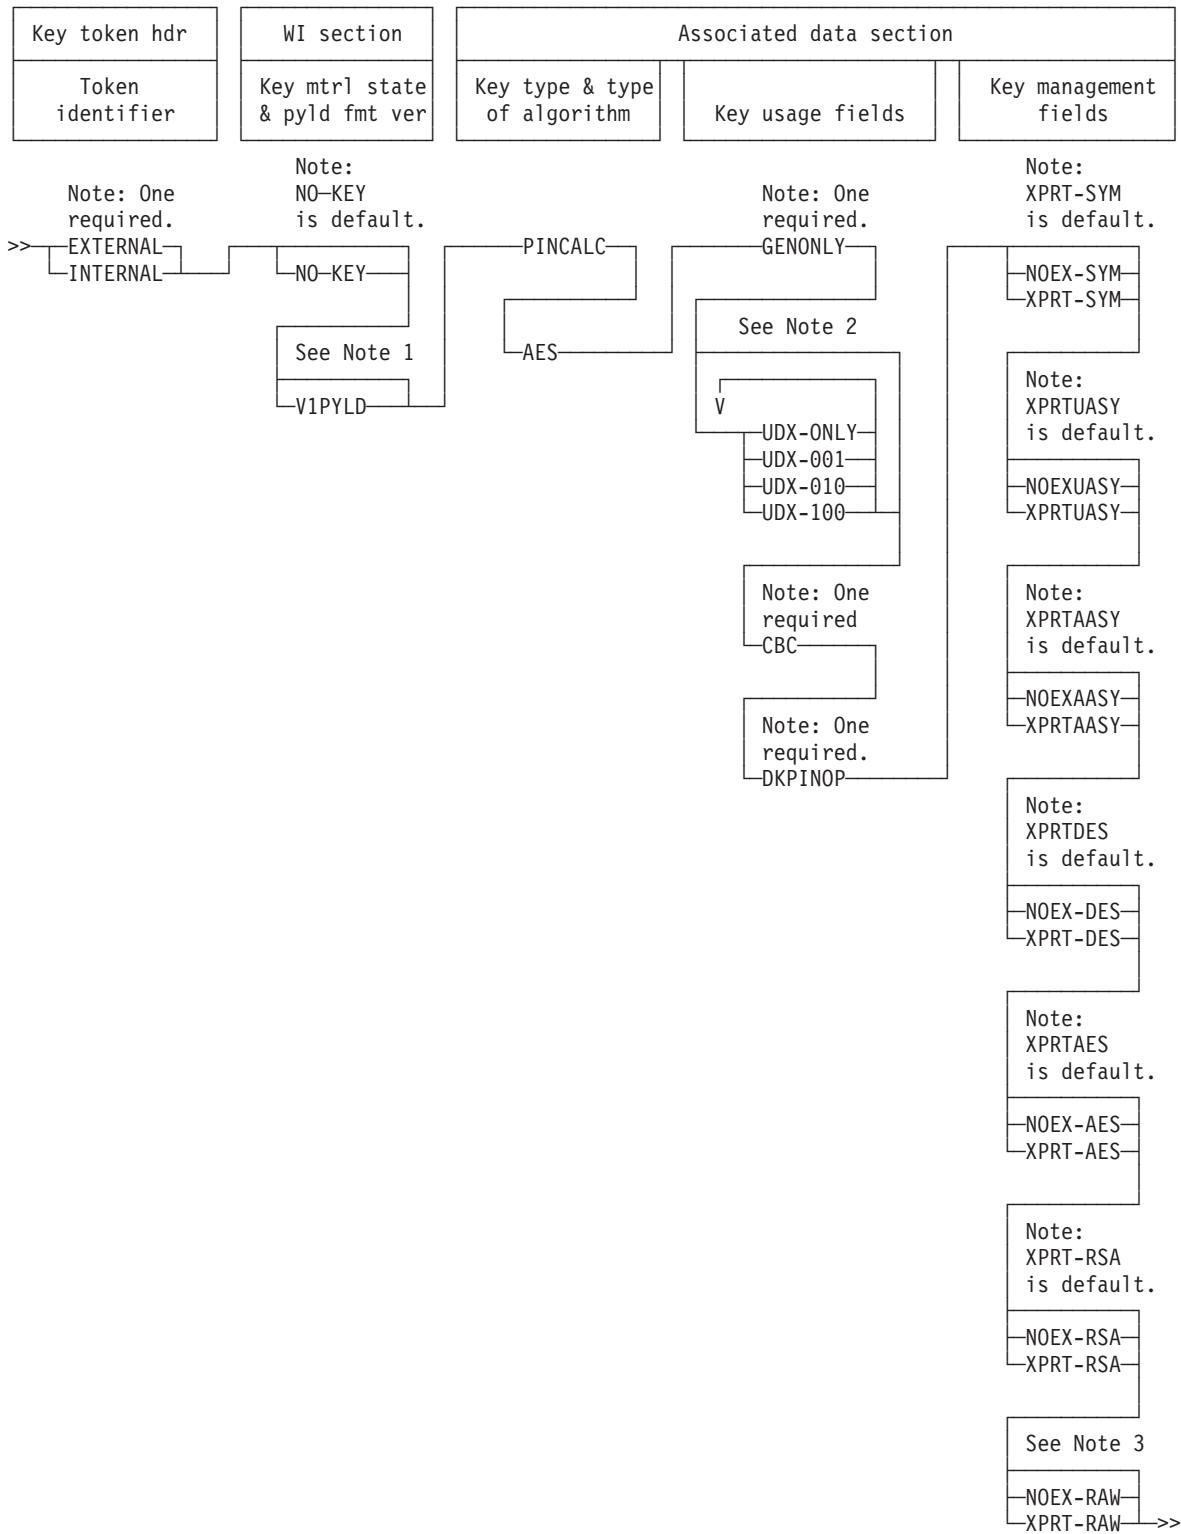 Key token hdr
WI section
Associated data section
Token
identifier
Key mtrl state
& pyld fmt ver
Key type & type
of algorithm
Key usage fields
Key management
fields
Note: One
required.
>>
EXTERNAL
INTERNAL
Note:
NO-KEY
is default.
NO-KEY
See Note 1
V1PYLD
PINCALC
AES
Note: One
required.
GENONLY
See Note 2
V
UDX-ONLY
UDX-001
UDX-010
UDX-100
Note: One
required
CBC
Note: One
required.
DKPINOP
Note:
XPRT-SYM
is default.
NOEX-SYM
XPRT-SYM
Note:
XPRTUASY
is default.
NOEXUASY
XPRTUASY
Note:
XPRTAASY
is default.
NOEXAASY
XPRTAASY
Note:
XPRTDES
is default.
NOEX-DES
XPRT-DES
Note:
XPRTAES
is default.
NOEX-AES
XPRT-AES
Note:
XPRT-RSA
is default.
NOEX-RSA
XPRT-RSA
See Note 3
NOEX-RAW
XPRT-RAW
>>